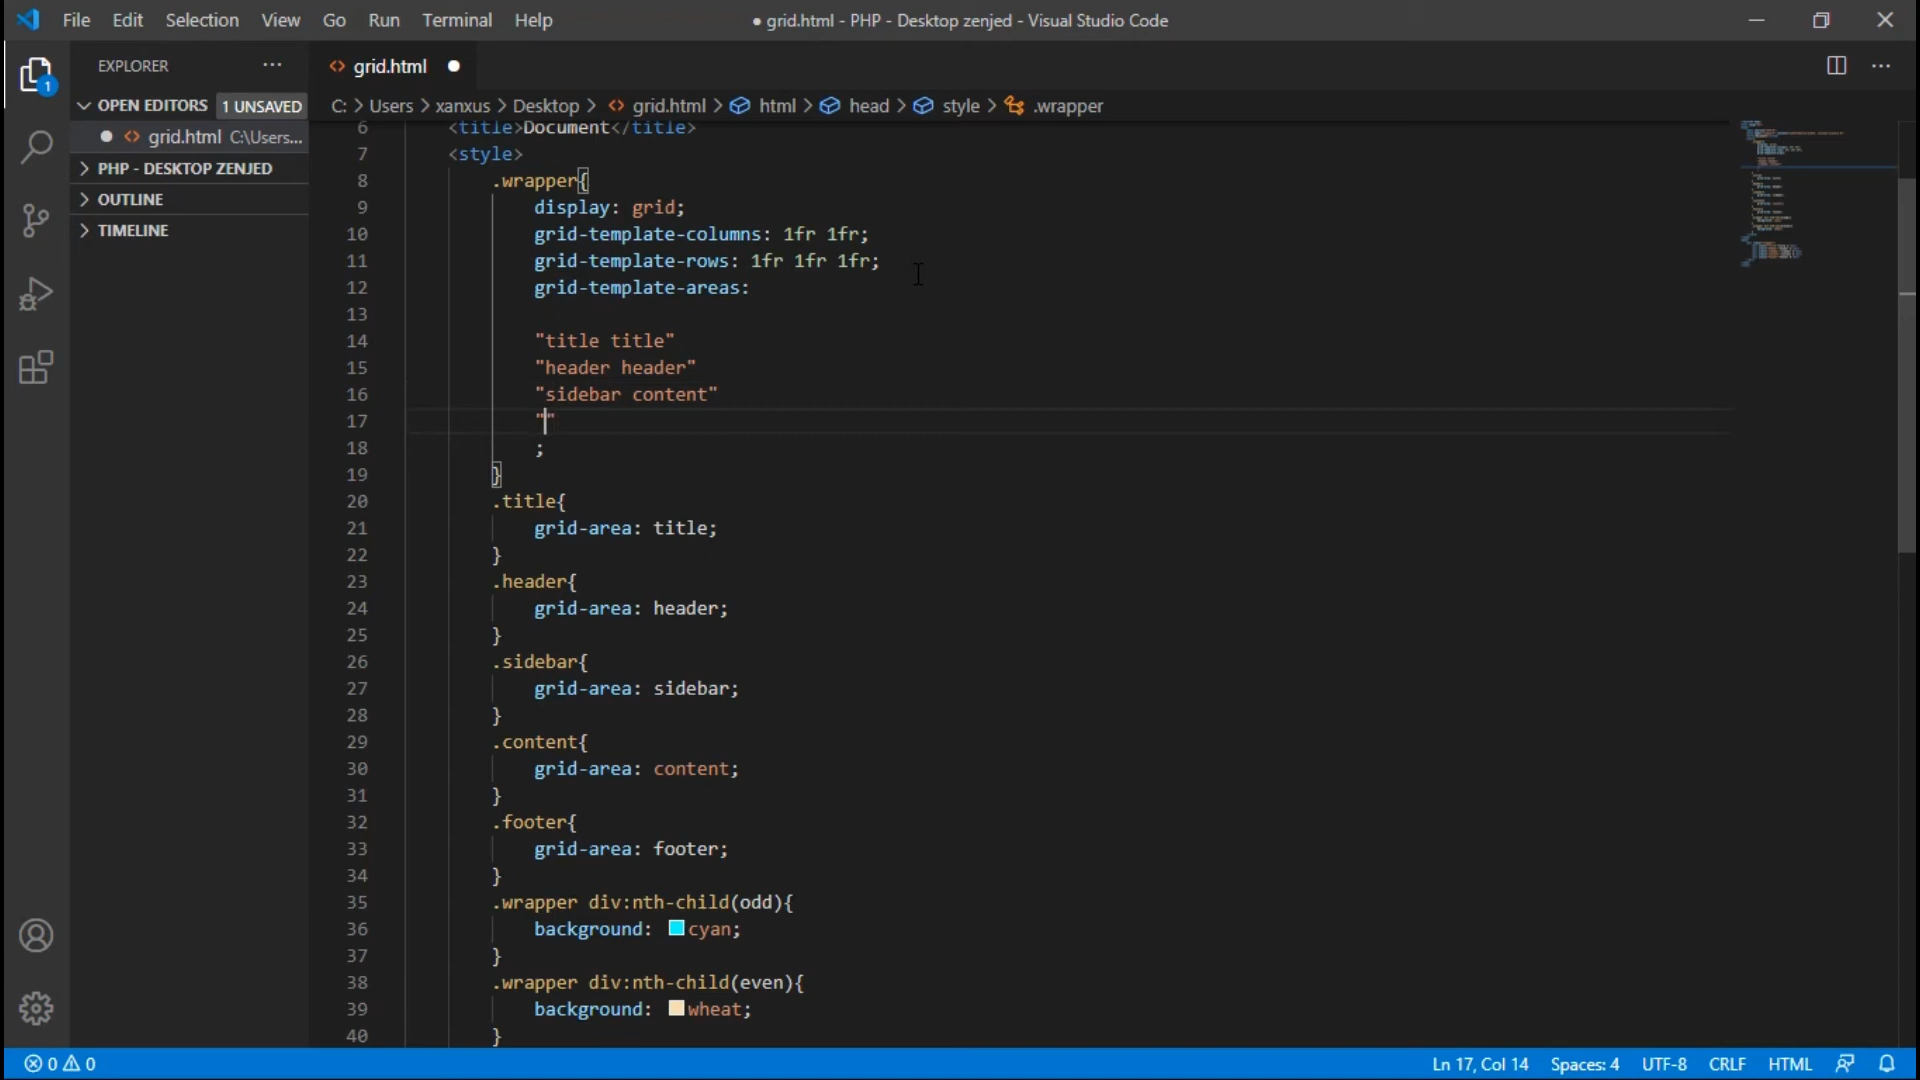 File Edit Selection View Go Run Terminal Help
● grid.html - PHP - Desktop zenjed - Visual Studio Code
EXPLORER
grid.html
OPEN EDITORS 1 UNSAVED
C: > Users > xanxus > Desktop > grid.html > html > head > style > .wrapper
grid.html C:\Users...
PHP - DESKTOP ZENJED
OUTLINE
TIMELINE
1
6 <title>Document</title>
7 <style>
8 .wrapper{
9 display: grid;
10 grid-template-columns: 1fr 1fr;
11 grid-template-rows: 1fr 1fr 1fr;
12 grid-template-areas:
13
14 "title title"
15 "header header"
16 "sidebar content"
17 ""
18 ;
19 }
20 .title{
21 grid-area: title;
22 }
23 .header{
24 grid-area: header;
25 }
26 .sidebar{
27 grid-area: sidebar;
28 }
29 .content{
30 grid-area: content;
31 }
32 .footer{
33 grid-area: footer;
34 }
35 .wrapper div:nth-child(odd){
36 background: cyan;
37 }
38 .wrapper div:nth-child(even){
39 background: wheat;
40 }
0 0 Ln 17, Col 14 Spaces: 4 UTF-8 CRLF HTML